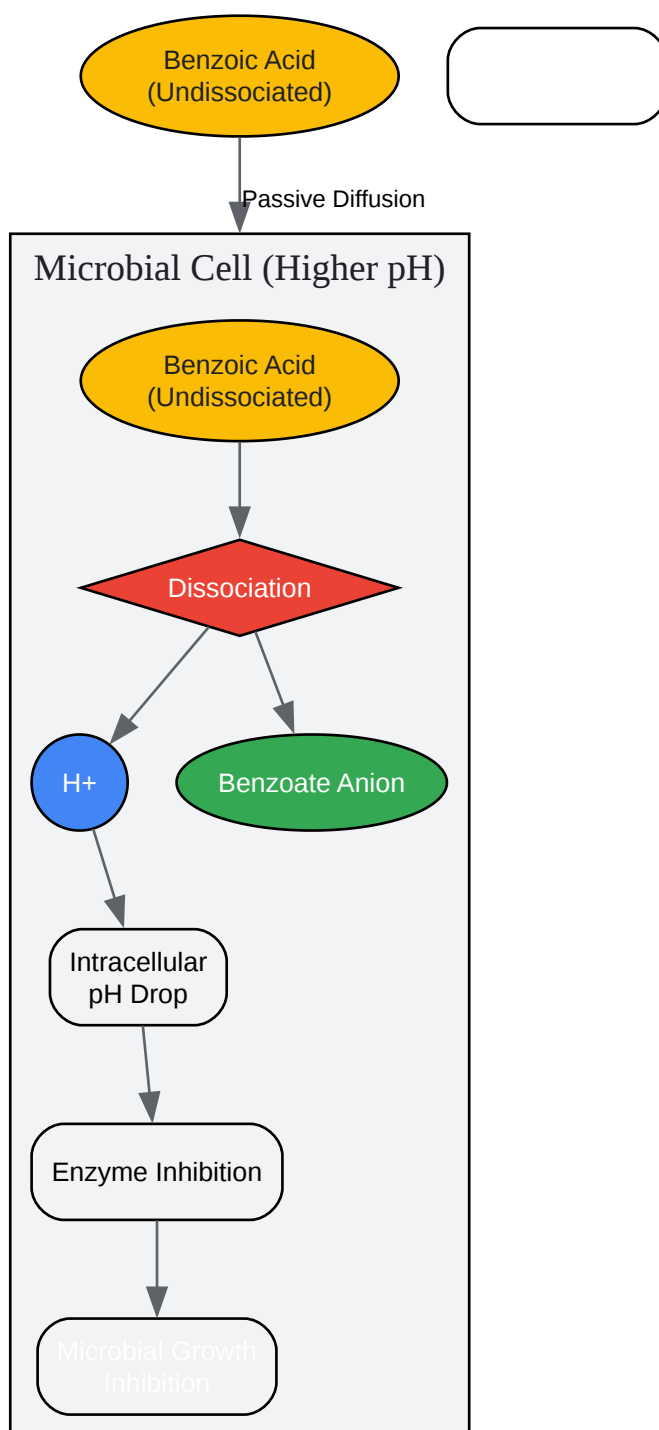 Benzoic Acid
(Undissociated)
Passive Diffusion
Microbial Cell (Higher pH)
Benzoic Acid
(Undissociated)
Dissociation
H+
Benzoate Anion
Intracellular
pH Drop
Enzyme Inhibition
Microbial Growth
Inhibition